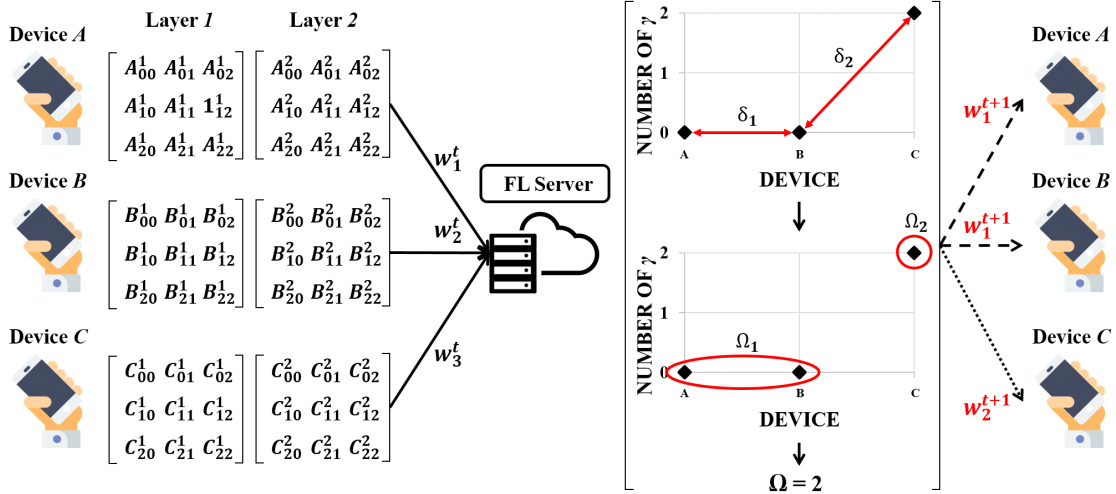 Layer 1 Layer 2
Device A
A¹₀₀ A¹₀₁ A¹₀₂
A¹₁₀ A¹₁₁ 1¹₁₂
A¹₂₀ A¹₂₁ A¹₂₂
A²₀₀ A²₀₁ A²₀₂
A²₁₀ A²₁₁ A²₁₂
A²₂₀ A²₂₁ A²₂₂
Device B
B¹₀₀ B¹₀₁ B¹₀₂
B¹₁₀ B¹₁₁ B¹₁₂
B¹₂₀ B¹₂₁ B¹₂₂
B²₀₀ B²₀₁ B²₀₂
B²₁₀ B²₁₁ B²₁₂
B²₂₀ B²₂₁ B²₂₂
Device C
C¹₀₀ C¹₀₁ C¹₀₂
C¹₁₀ C¹₁₁ C¹₁₂
C¹₂₀ C¹₂₁ C¹₂₂
C²₀₀ C²₀₁ C²₀₂
C²₁₀ C²₁₁ C²₁₂
C²₂₀ C²₂₁ C²₂₂
w₁ᵗ
w₂ᵗ
w₃ᵗ
FL Server
NUMBER OF γ
2
1
0
δ₁
δ₂
A B C
DEVICE
NUMBER OF γ
2
1
0
Ω₁
Ω₂
A B C
DEVICE
Ω = 2
Device A
w₁ᵗ⁺¹
Device B
w₁ᵗ⁺¹
Device C
w₂ᵗ⁺¹